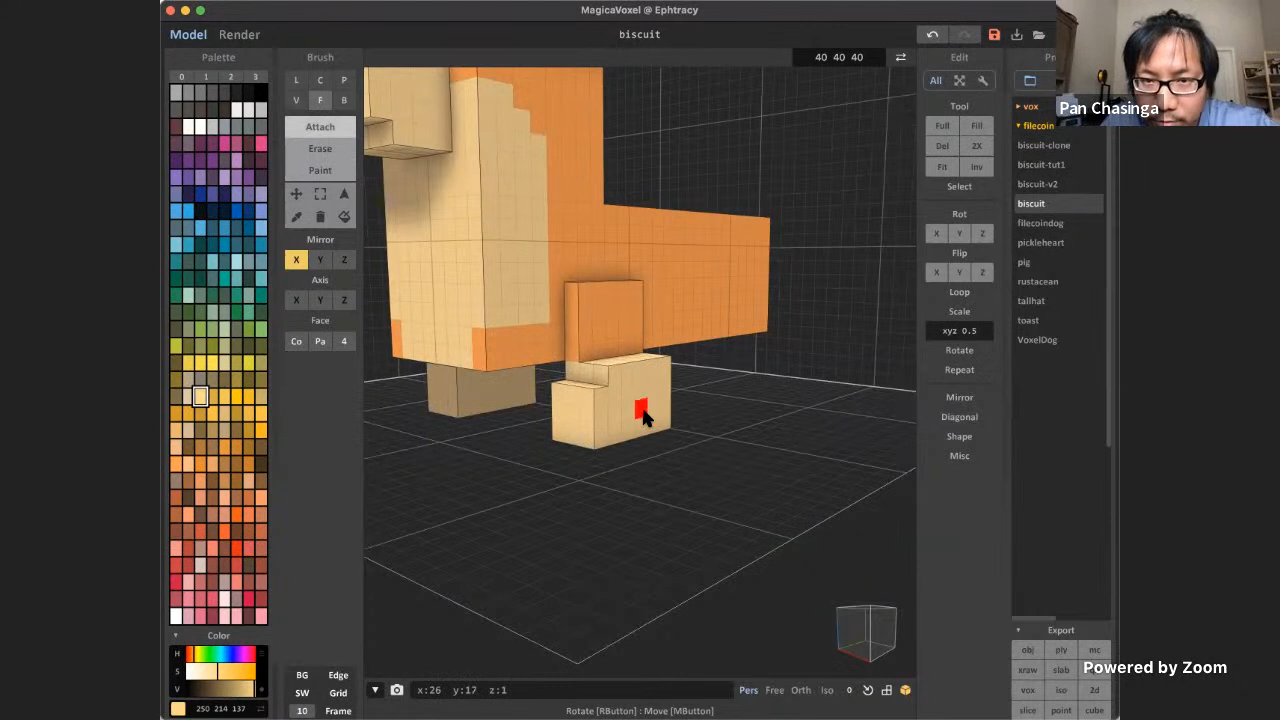 MagicaVoxel @ Ephtracy
Model Render
biscuit
Palette
0 1 2 3
Brush
L C P
V F B
Attach
Erase
Paint
Mirror
X Y Z
Axis
X Y Z
Face
Co Pa 4
40 40 40
Edit
All
Tool
Full Fill
Del 2X
Fit Inv
Select
Rot
X Y Z
Flip
X Y Z
Loop
Scale
xyz 0.5
Rotate
Repeat
Mirror
Diagonal
Shape
Misc
Pr
vox
filecoin
biscuit-clone
biscuit-tut1
biscuit-v2
biscuit
filecoindog
pickleheart
pig
rustacean
tallhat
toast
VoxelDog
Pan Chasinga
Export
obj ply mc
xraw slab
vox iso 2d
slice point cube
Powered by Zoom
Color
H
S
V
250 214 137
BG Edge
SW Grid
10 Frame
x:26 y:17 z:1
Pers Free Orth Iso 0
Rotate [RButton] : Move [MButton]